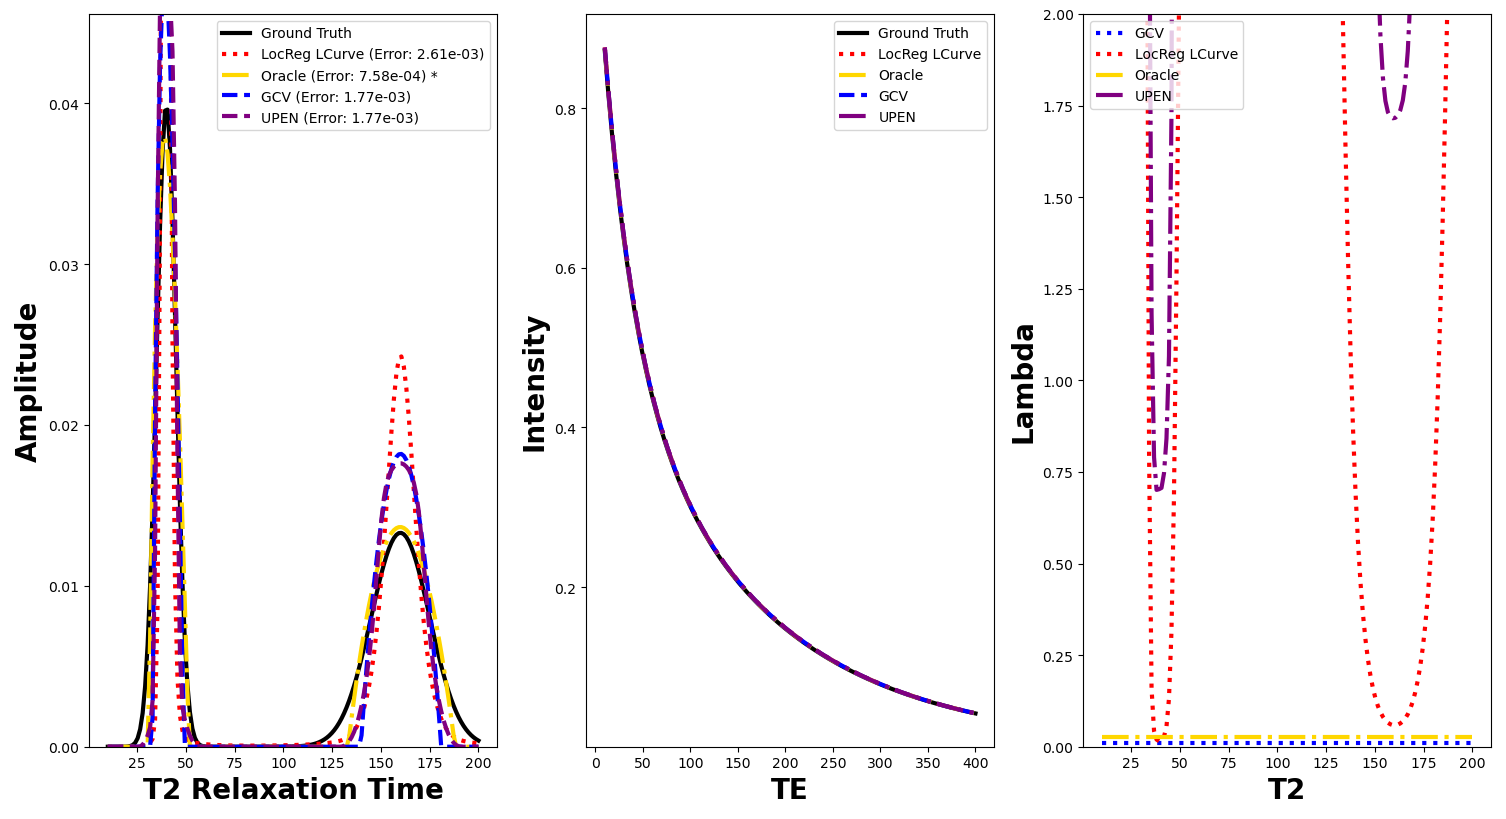 Amplitude
0.04
0.03
0.02
0.01
0.00
25 50 75 100 125 150 175 200
T2 Relaxation Time
Ground Truth
LocReg LCurve (Error: 2.61e-03)
Oracle (Error: 7.58e-04) *
GCV (Error: 1.77e-03)
UPEN (Error: 1.77e-03)
Intensity
0.8
0.6
0.4
0.2
0 50 100 150 200 250 300 350 400
TE
Ground Truth
LocReg LCurve
Oracle
GCV
UPEN
Lambda
2.00
1.75
1.50
1.25
1.00
0.75
0.50
0.25
0.00
25 50 75 100 125 150 175 200
T2
GCV
LocReg LCurve
Oracle
UPEN